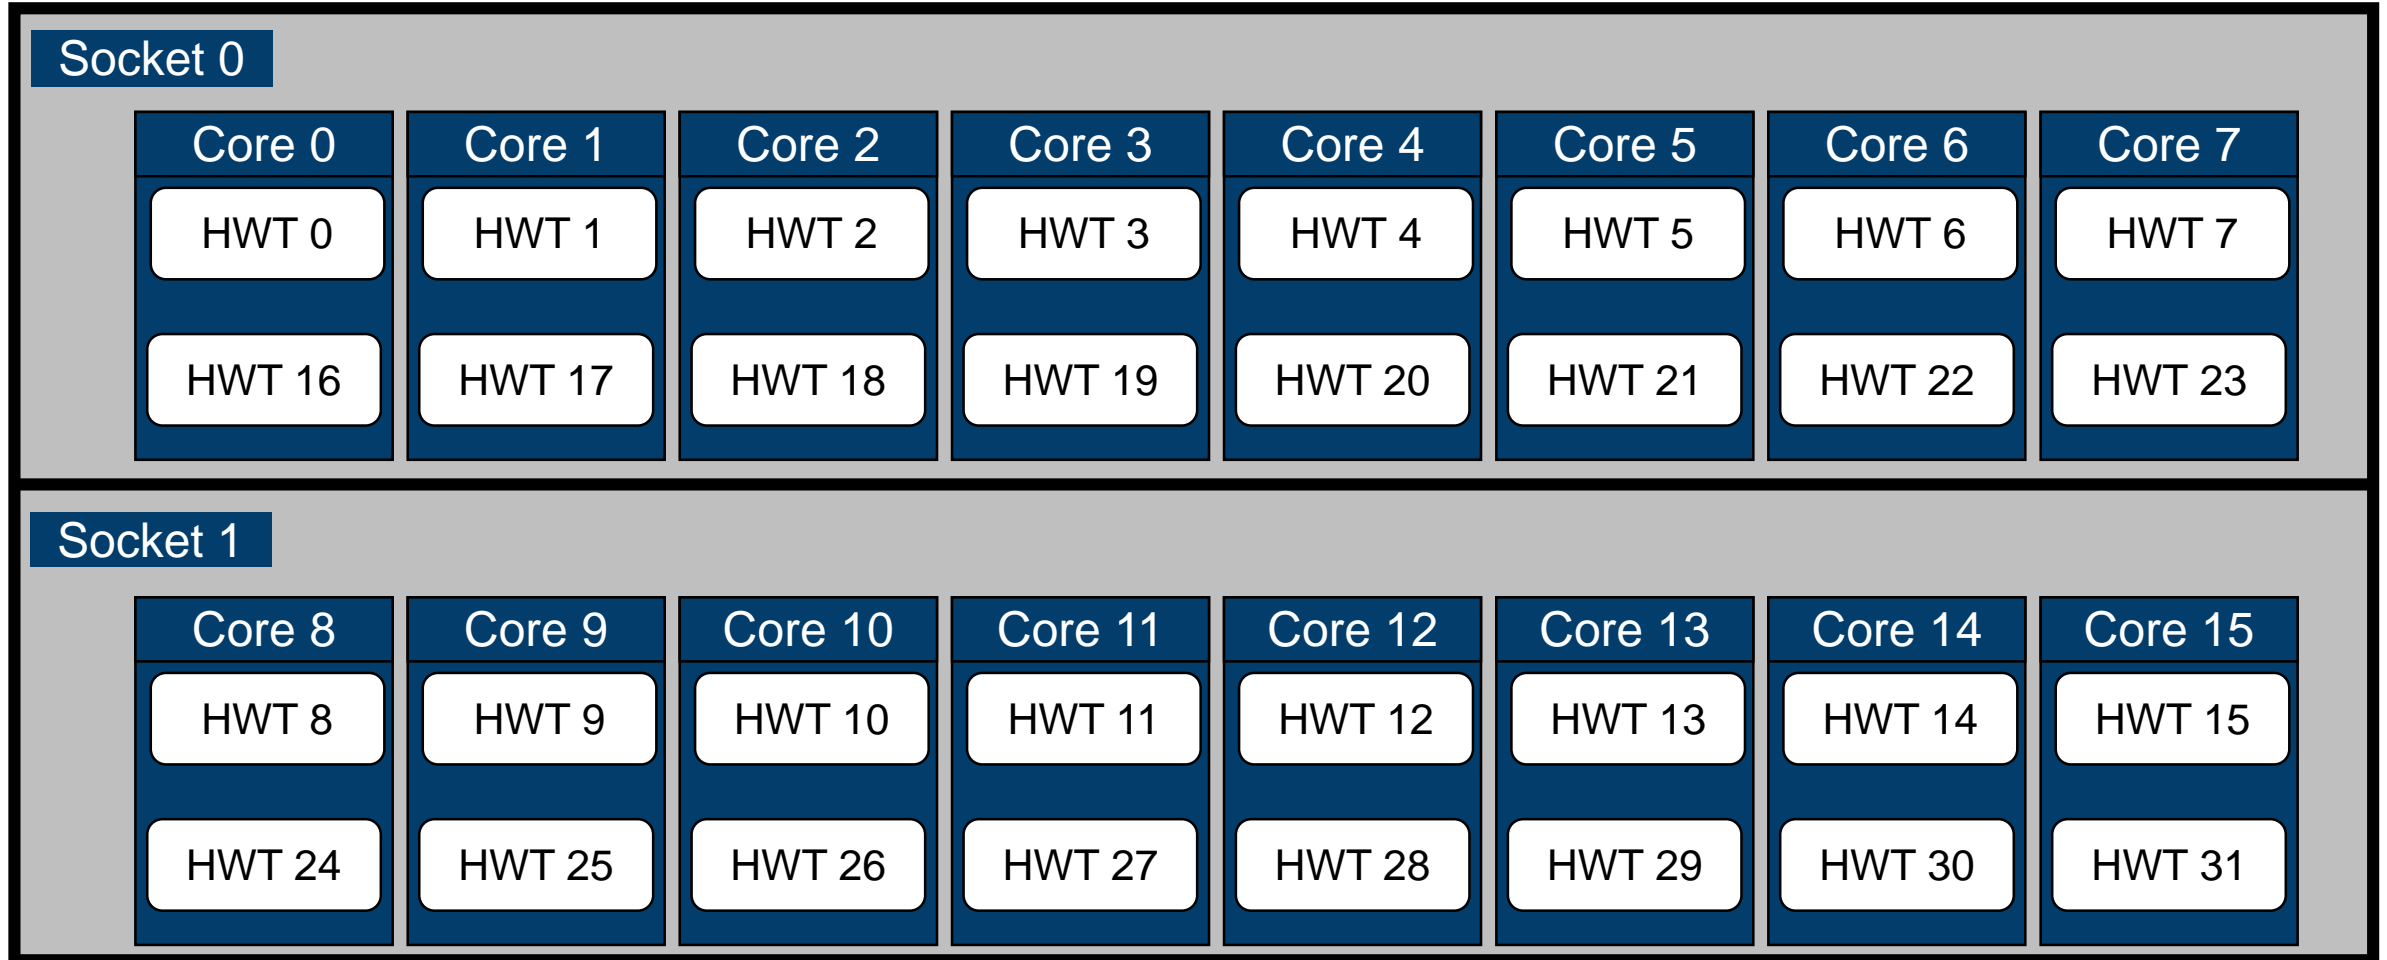 Socket 0
Core 0 Core 1 Core 2 Core 3 Core 4 Core 5 Core 6 Core 7
HWT 0 HWT 1 HWT 2 HWT 3 HWT 4 HWT 5 HWT 6 HWT 7
HWT 16 HWT 17 HWT 18 HWT 19 HWT 20 HWT 21 HWT 22 HWT 23
Socket 1
Core 8 Core 9 Core 10 Core 11 Core 12 Core 13 Core 14 Core 15
HWT 8 HWT 9 HWT 10 HWT 11 HWT 12 HWT 13 HWT 14 HWT 15
HWT 24 HWT 25 HWT 26 HWT 27 HWT 28 HWT 29 HWT 30 HWT 31